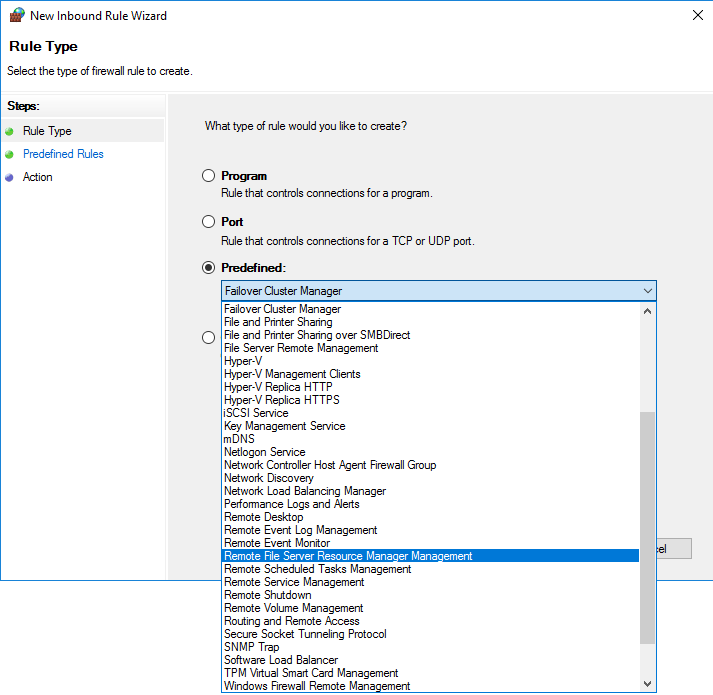 New Inbound Rule Wizard
Rule Type
Select the type of firewall rule to create.
Steps:
Rule Type
Predefined Rules
Action
What type of rule would you like to create?
Program
Rule that controls connections for a program.
Port
Rule that controls connections for a TCP or UDP port.
Predefined:
Failover Cluster Manager
Failover Cluster Manager
File and Printer Sharing
File and Printer Sharing over SMBDirect
File Server Remote Management
Hyper-V
Hyper-V Management Clients
Hyper-V Replica HTTP
Hyper-V Replica HTTPS
iSCSI Service
Key Management Service
mDNS
Netlogon Service
Network Controller Host Agent Firewall Group
Network Discovery
Network Load Balancing Manager
Performance Logs and Alerts
Remote Desktop
Remote Event Log Management
Remote Event Monitor
Remote File Server Resource Manager Management
Remote Scheduled Tasks Management
Remote Service Management
Remote Shutdown
Remote Volume Management
Routing and Remote Access
Secure Socket Tunneling Protocol
SNMP Trap
Software Load Balancer
TPM Virtual Smart Card Management
Windows Firewall Remote Management